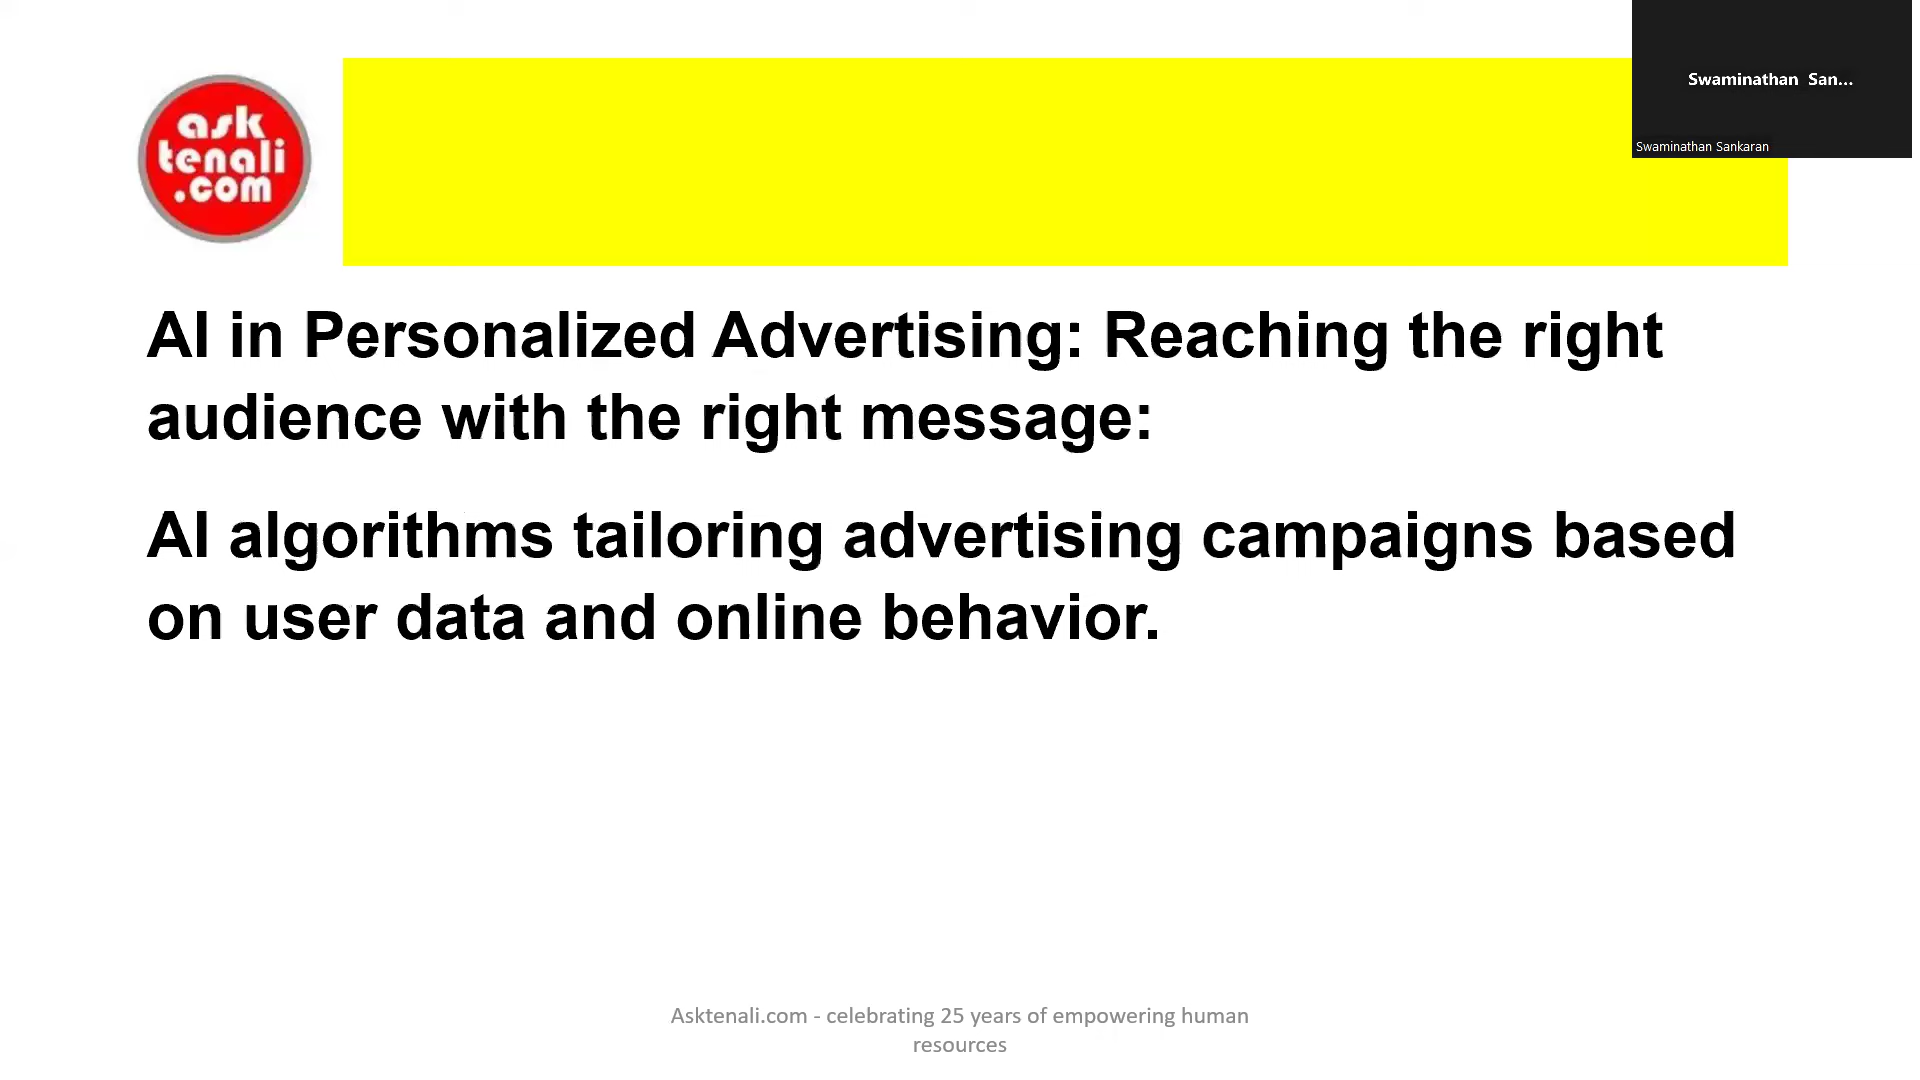 ask
tenali
.com
Swaminathan San...
Swaminathan Sankaran
AI in Personalized Advertising: Reaching the right
audience with the right message:
AI algorithms tailoring advertising campaigns based
on user data and online behavior.
Asktenali.com - celebrating 25 years of empowering human
resources